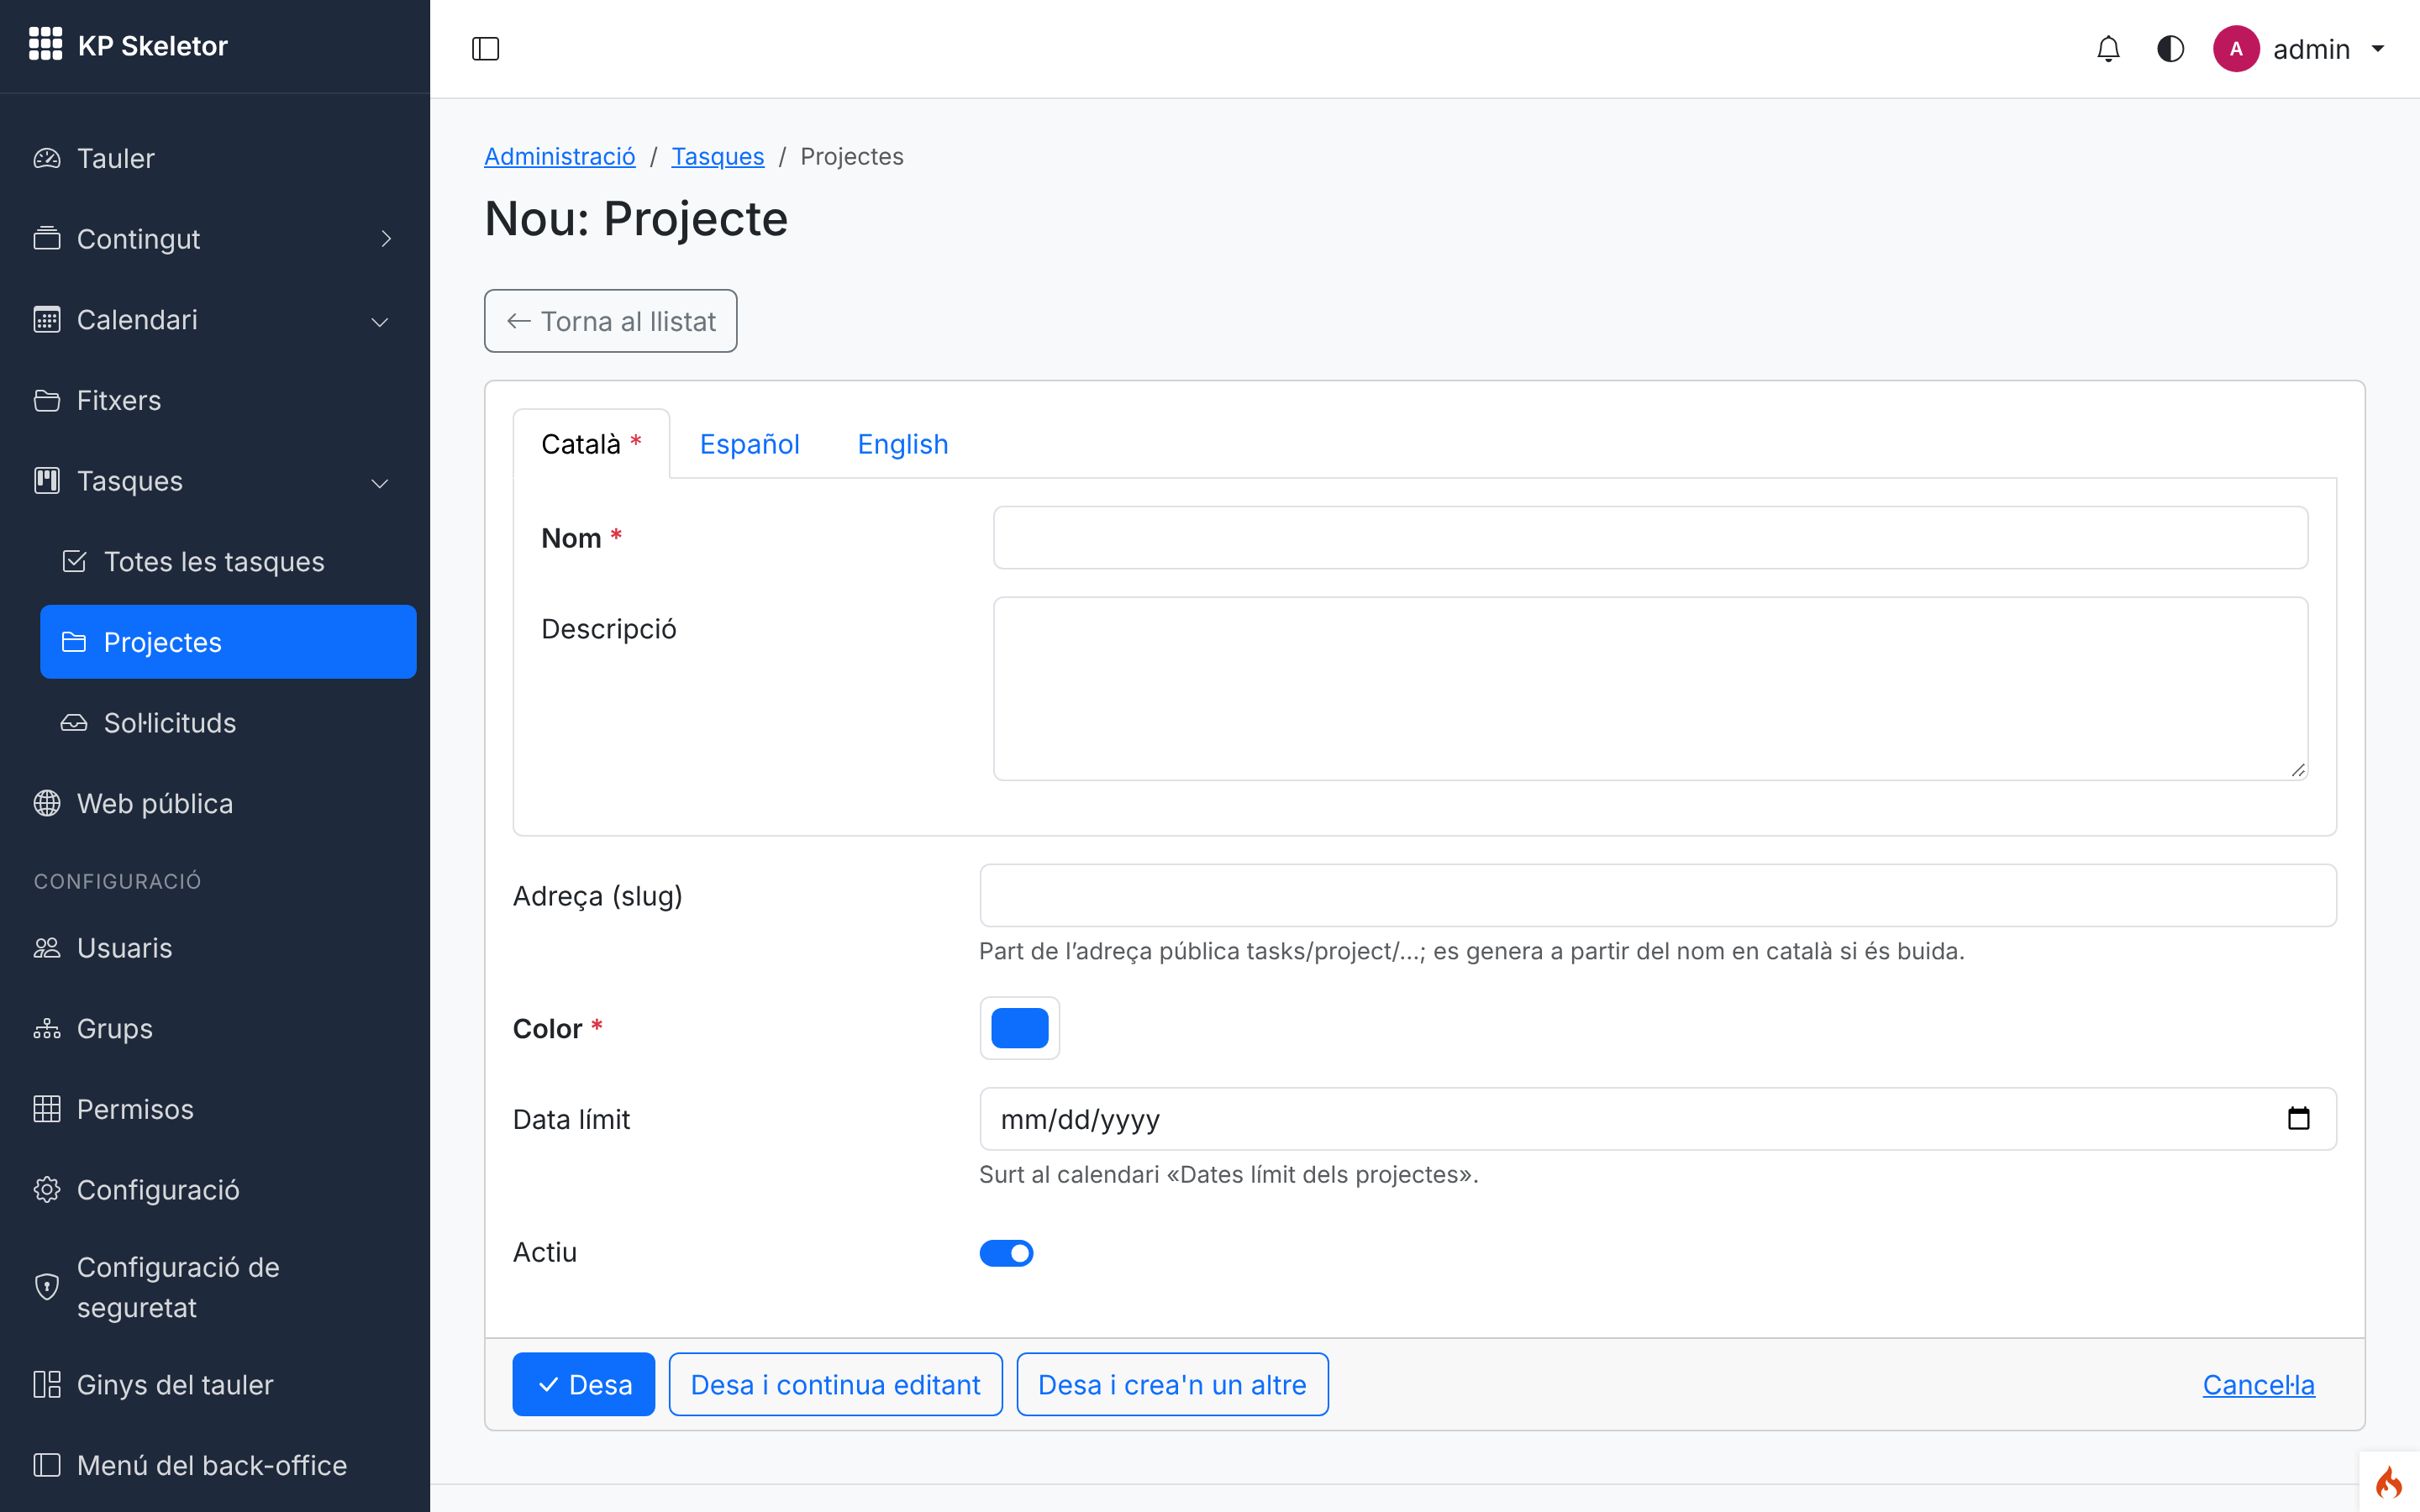 KP Skeletor
A admin
Tauler
Contingut
Calendari
Fitxers
Tasques
Totes les tasques
Projectes
Sol·licituds
Web pública
CONFIGURACIÓ
Usuaris
Grups
Permisos
Configuració
Configuració de
seguretat
Ginys del tauler
Menú del back-office
Administració / Tasques / Projectes
Nou: Projecte
← Torna al llistat
Català * Español English
Nom *
Descripció
Adreça (slug)
Part de l’adreça pública tasks/project/…; es genera a partir del nom en català si és buida.
Color *
Data límit
mm/dd/yyyy
Surt al calendari «Dates límit dels projectes».
Actiu
Desa
Desa i continua editant
Desa i crea'n un altre
Cancel·la